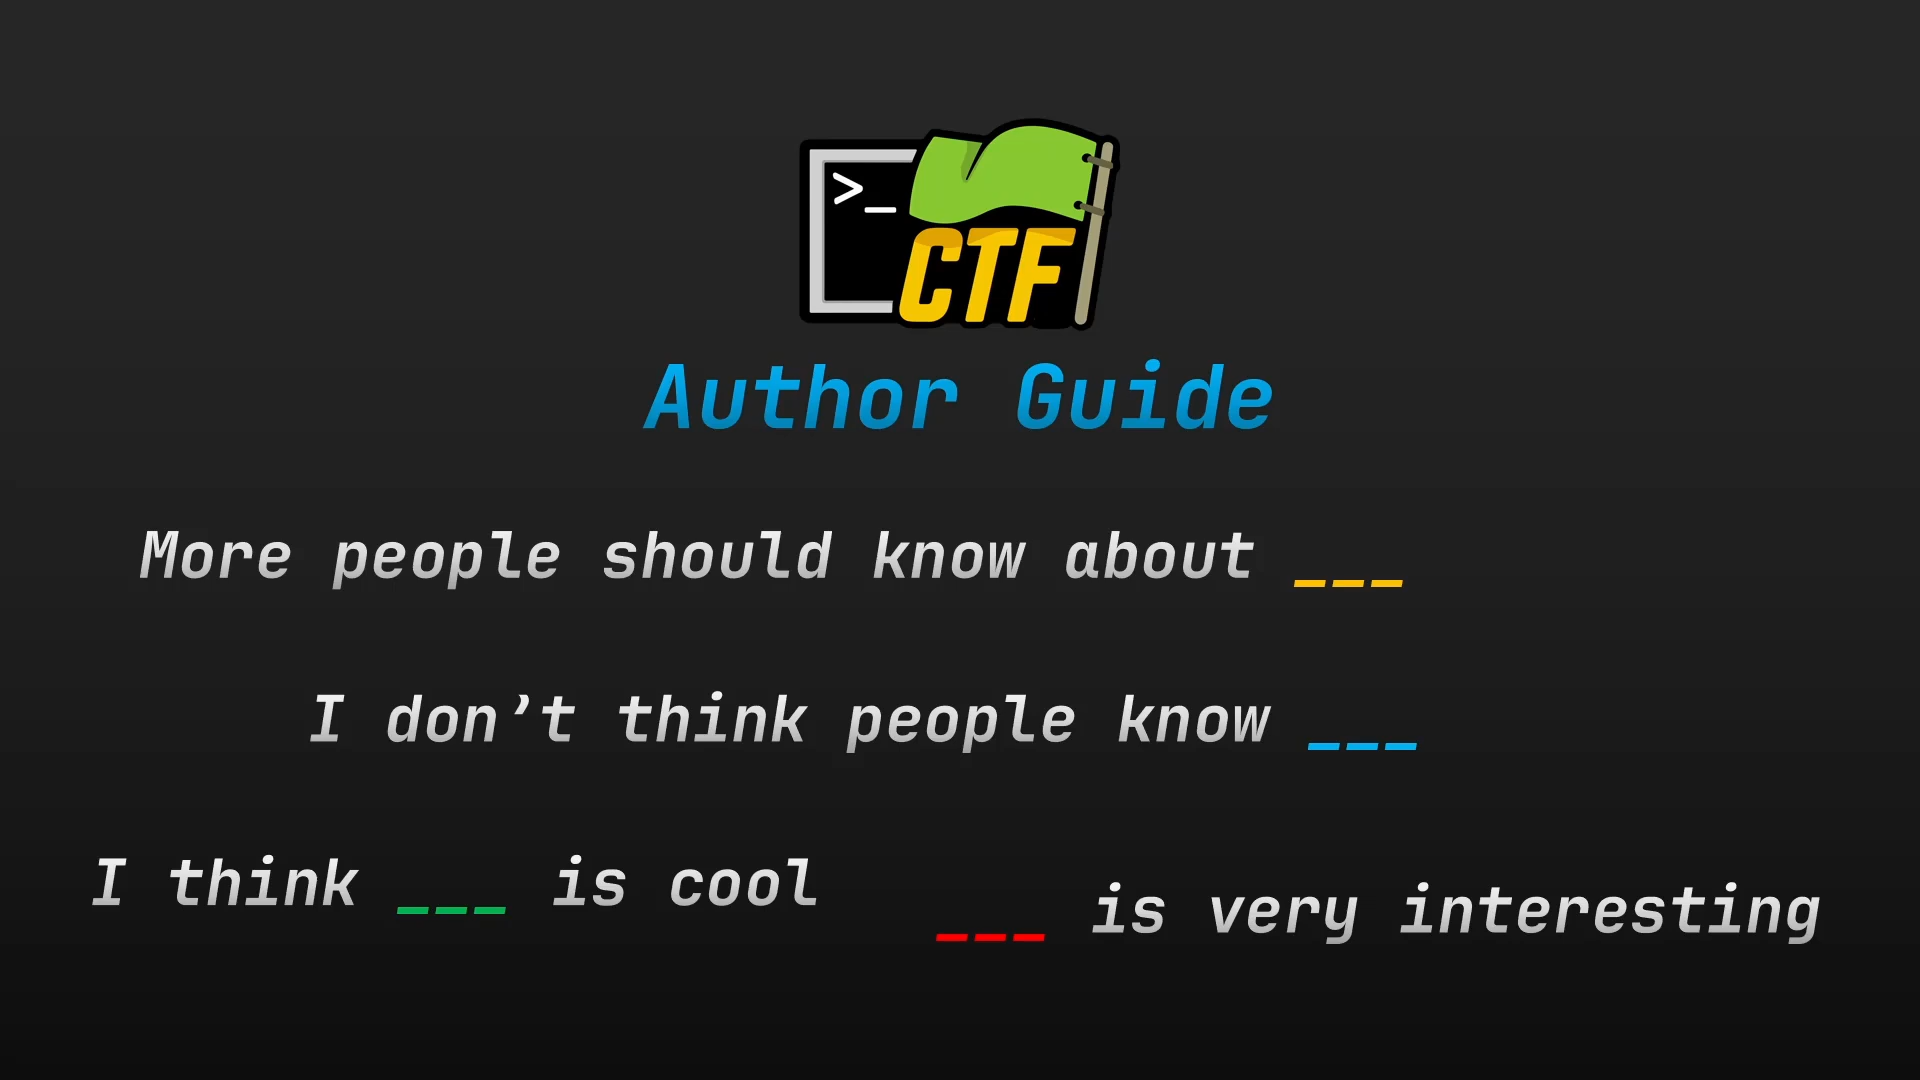 >_
CTF
Author Guide
More people should know about ___
I don’t think people know ___
I think ___ is cool
___ is very interesting